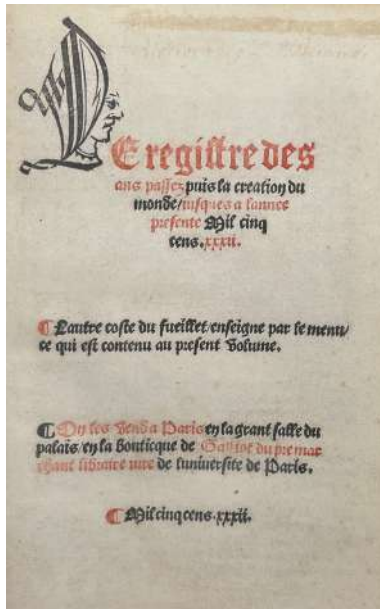 LE registre des
ans passez puis la creation du
monde/iusques a lannee
presente Mil cinq
cens.xxxii.
¶ Lautre coste du fueillet/enseigne par le menu/
ce qui est contenu au present Volume.
¶ On les Vend a Paris en la grant salle du
palais/en la bouticque de Galliot du pre mar
chant libraire iure de luniuersite de Paris.
¶ Mil cinq cens.xxxii.